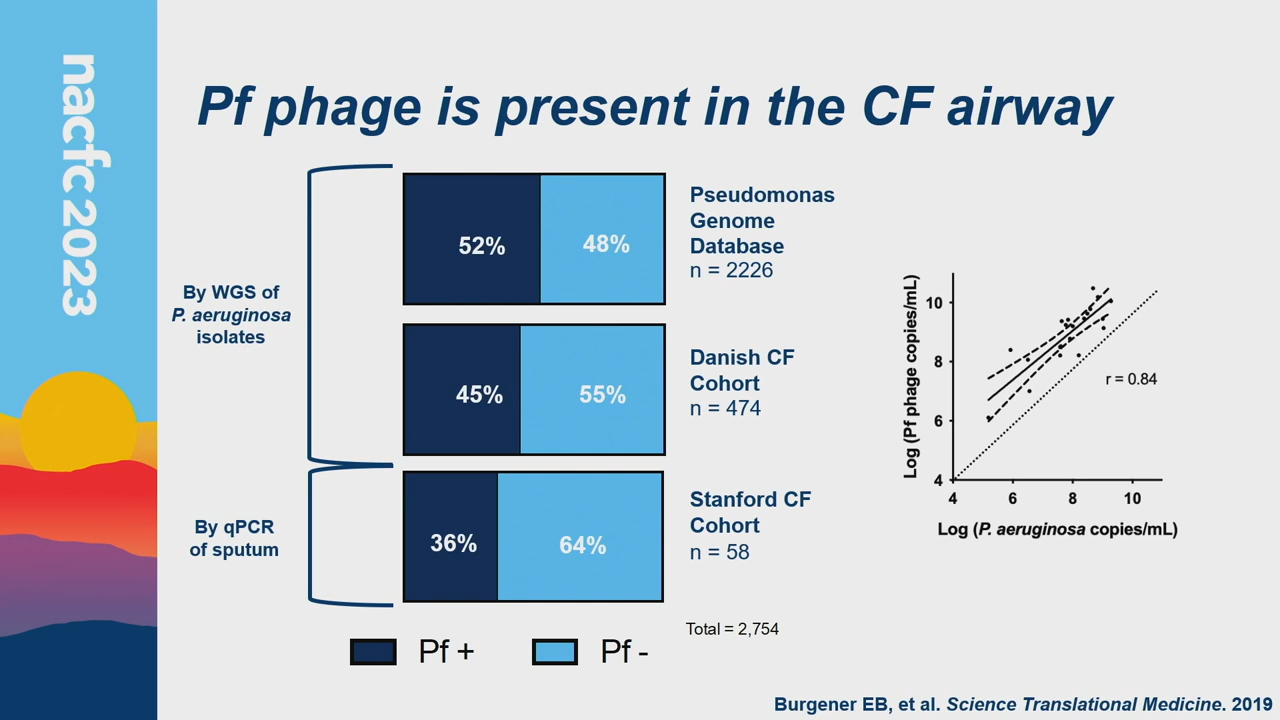 nacfc 2023
Pf phage is present in the CF airway
By WGS of
P. aeruginosa
isolates
52%
48%
Pseudomonas
Genome
Database
n = 2226
45%
55%
Danish CF
Cohort
n = 474
By qPCR
of sputum
36%
64%
Stanford CF
Cohort
n = 58
Total = 2,754
Pf +
Pf -
Log (Pf phage copies/mL)
10
8
6
4
r = 0.84
4 6 8 10
Log (P. aeruginosa copies/mL)
Burgener EB, et al. Science Translational Medicine. 2019